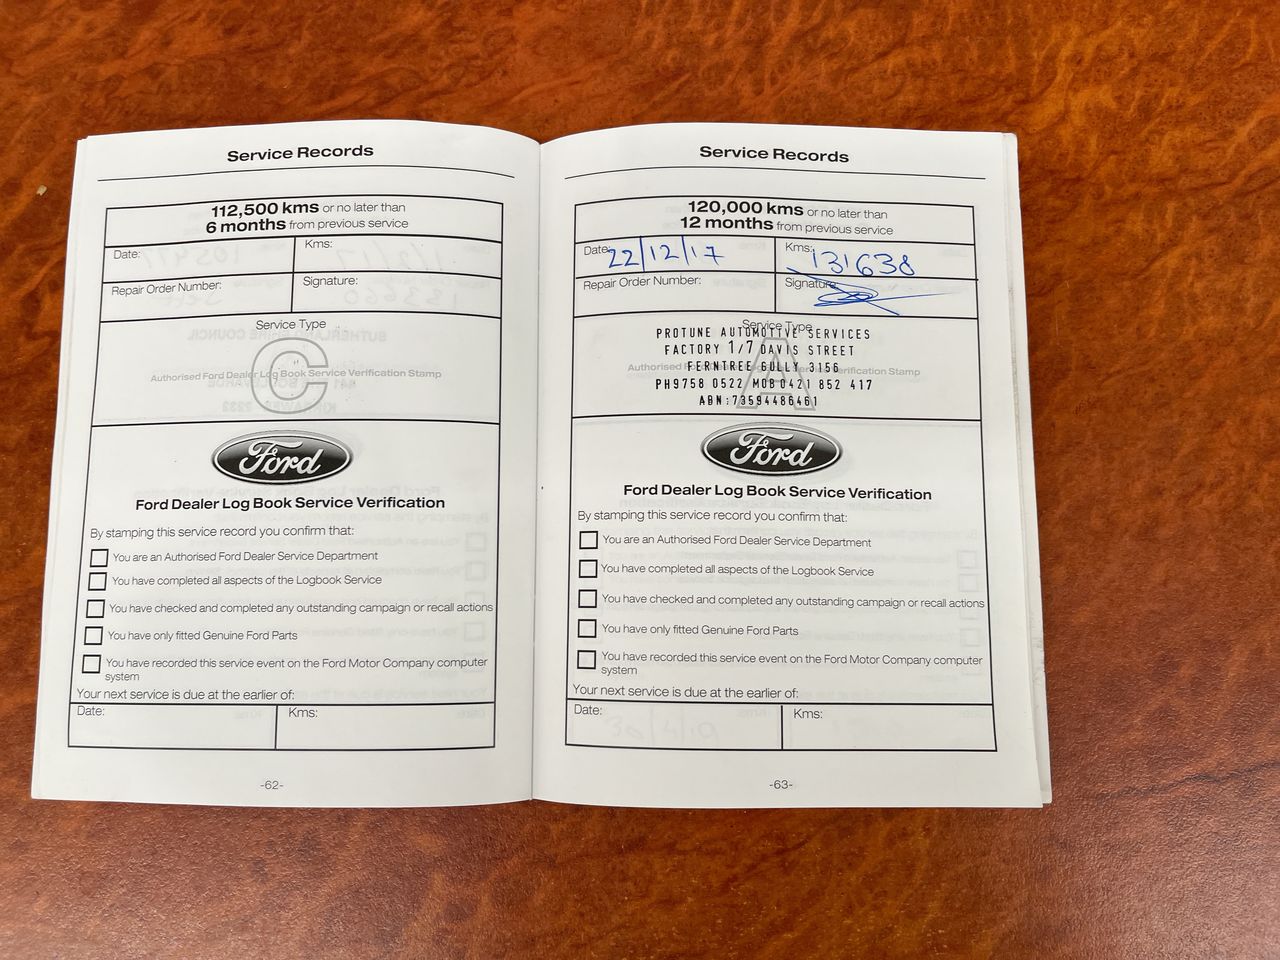 Service Records
112,500 kms or no later than
6 months from previous service
Date:
Kms:
Repair Order Number:
Signature:
Service Type
C
Authorised Ford Dealer Log Book Service Verification Stamp
Ford
Ford Dealer Log Book Service Verification
By stamping this service record you confirm that:
You are an Authorised Ford Dealer Service Department
You have completed all aspects of the Logbook Service
You have checked and completed any outstanding campaign or recall actions
You have only fitted Genuine Ford Parts
You have recorded this service event on the Ford Motor Company computer
system
Your next service is due at the earlier of:
Date:
Kms:
-62-
Service Records
120,000 kms or no later than
12 months from previous service
Date: 22/12/17
Kms: 131638
Repair Order Number:
Signature:
Service Type
PROTUNE AUTOMOTIVE SERVICES
FACTORY 1/7 DAVIS STREET
A
Authorised Ford Dealer Log Book Service Verification Stamp
FERNTREE GULLY 3156
PH9758 0522 MOB0421 852 417
ABN:73594486461
Ford
Ford Dealer Log Book Service Verification
By stamping this service record you confirm that:
You are an Authorised Ford Dealer Service Department
You have completed all aspects of the Logbook Service
You have checked and completed any outstanding campaign or recall actions
You have only fitted Genuine Ford Parts
You have recorded this service event on the Ford Motor Company computer
system
Your next service is due at the earlier of:
Date:
Kms:
-63-